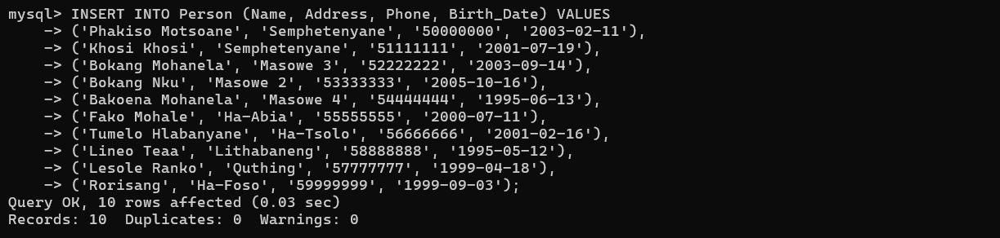 mysql> INSERT INTO Person (Name, Address, Phone, Birth_Date) VALUES
    -> ('Phakiso Motsoane', 'Semphetenyane', '50000000', '2003-02-11'),
    -> ('Khosi Khosi', 'Semphetenyane', '51111111', '2001-07-19'),
    -> ('Bokang Mohanela', 'Masowe 3', '52222222', '2003-09-14'),
    -> ('Bokang Nku', 'Masowe 2', '53333333', '2005-10-16'),
    -> ('Bakoena Mohanela', 'Masowe 4', '54444444', '1995-06-13'),
    -> ('Fako Mohale', 'Ha-Abia', '55555555', '2000-07-11'),
    -> ('Tumelo Hlabanyane', 'Ha-Tsolo', '56666666', '2001-02-16'),
    -> ('Lineo Teaa', 'Lithabaneng', '58888888', '1995-05-12'),
    -> ('Lesole Ranko', 'Quthing', '57777777', '1999-04-18'),
    -> ('Rorisang', 'Ha-Foso', '59999999', '1999-09-03');
Query OK, 10 rows affected (0.03 sec)
Records: 10  Duplicates: 0  Warnings: 0